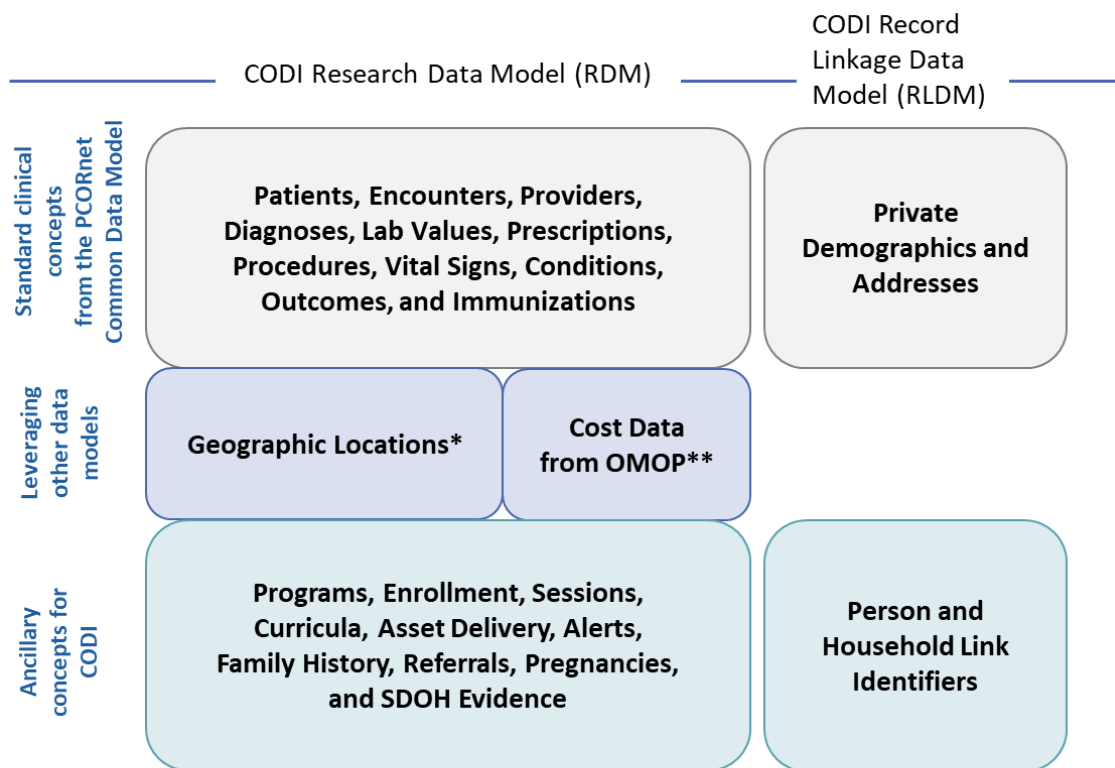 CODI Research Data Model (RDM)
CODI Record
Linkage Data
Model (RLDM)
Standard clinical
concepts
from the PCORnet
Common Data Model
Patients, Encounters, Providers,
Diagnoses, Lab Values, Prescriptions,
Procedures, Vital Signs, Conditions,
Outcomes, and Immunizations
Private
Demographics and
Addresses
Leveraging
other data
models
Geographic Locations*
Cost Data
from OMOP**
Ancillary
concepts for
CODI
Programs, Enrollment, Sessions,
Curricula, Asset Delivery, Alerts,
Family History, Referrals, Pregnancies,
and SDOH Evidence
Person and
Household Link
Identifiers